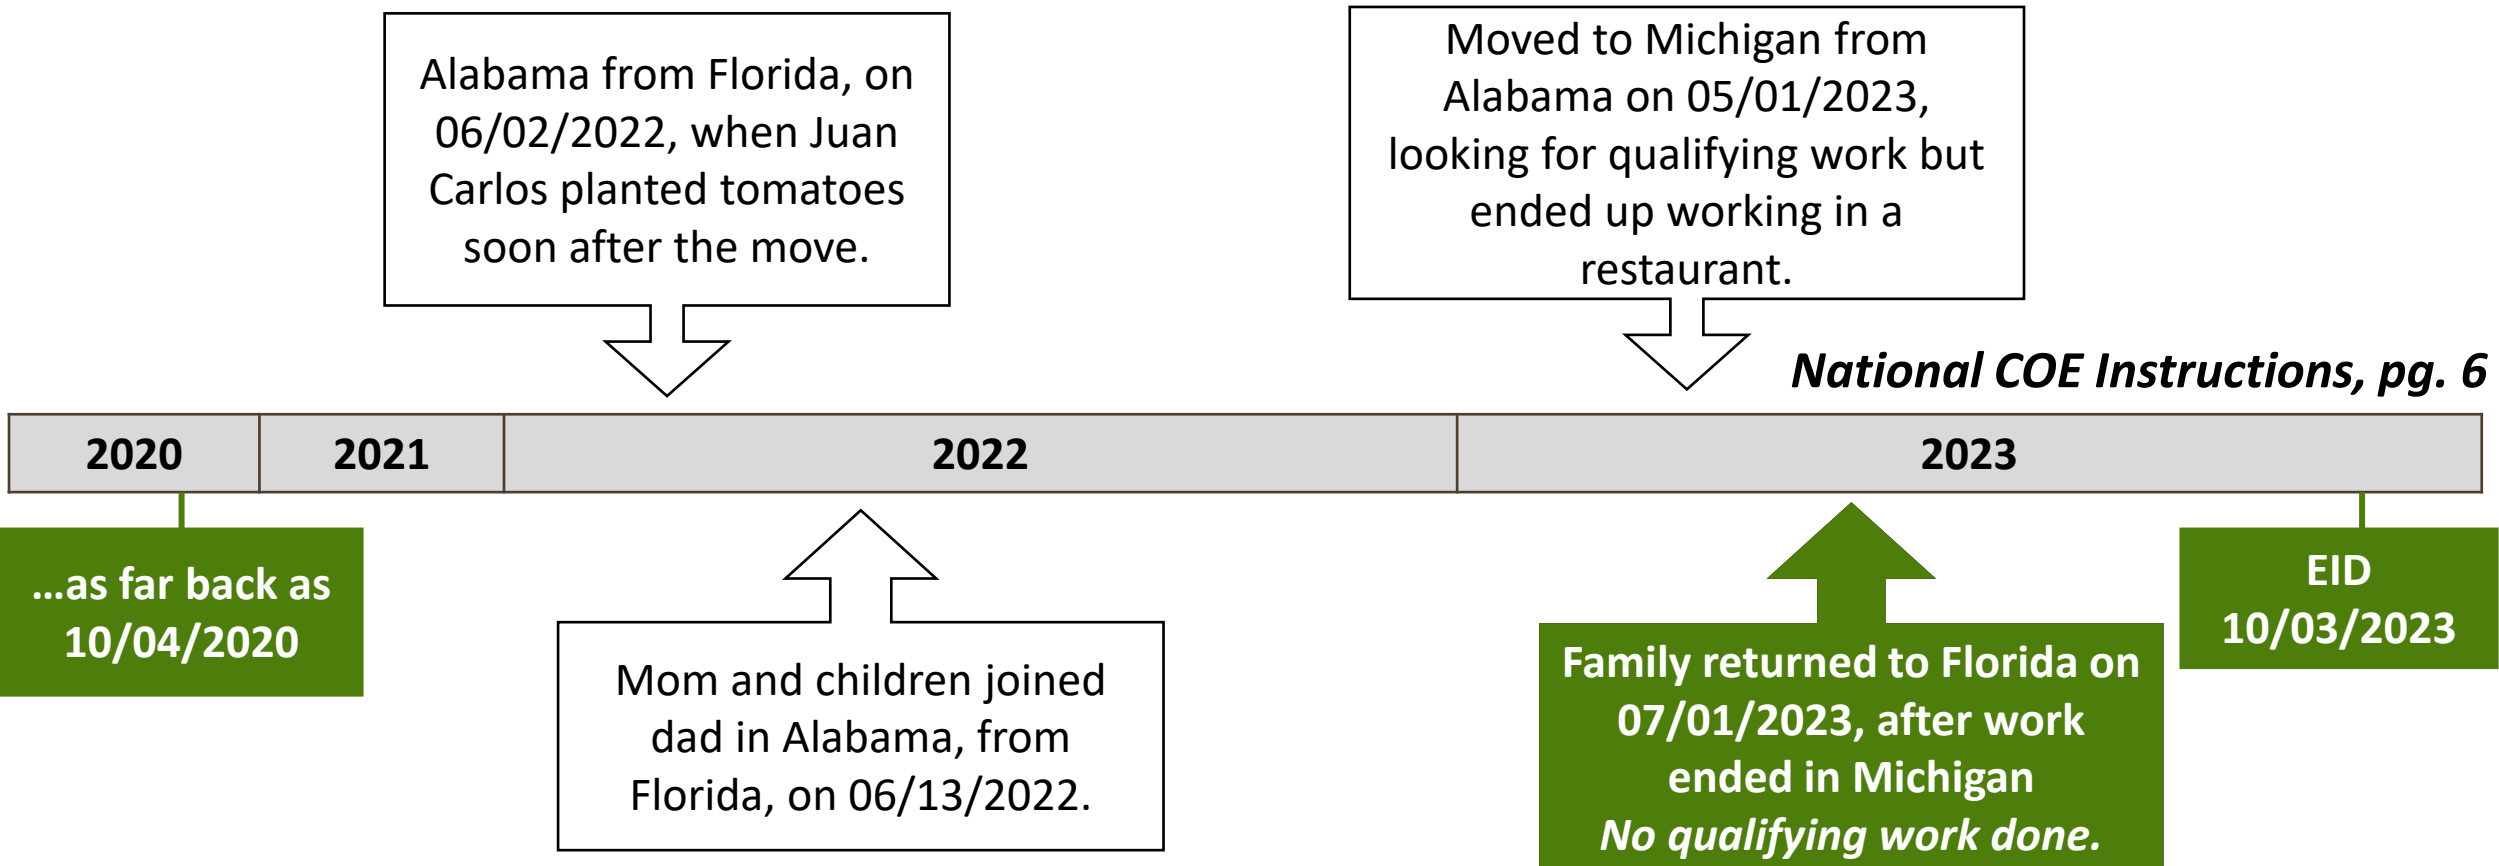 Alabama from Florida, on
06/02/2022, when Juan
Carlos planted tomatoes
soon after the move.
Moved to Michigan from
Alabama on 05/01/2023,
looking for qualifying work but
ended up working in a
restaurant.
National COE Instructions, pg. 6
2020
2021
2022
2023
...as far back as
10/04/2020
Mom and children joined
dad in Alabama, from
Florida, on 06/13/2022.
Family returned to Florida on
07/01/2023, after work
ended in Michigan
No qualifying work done.
EID
10/03/2023